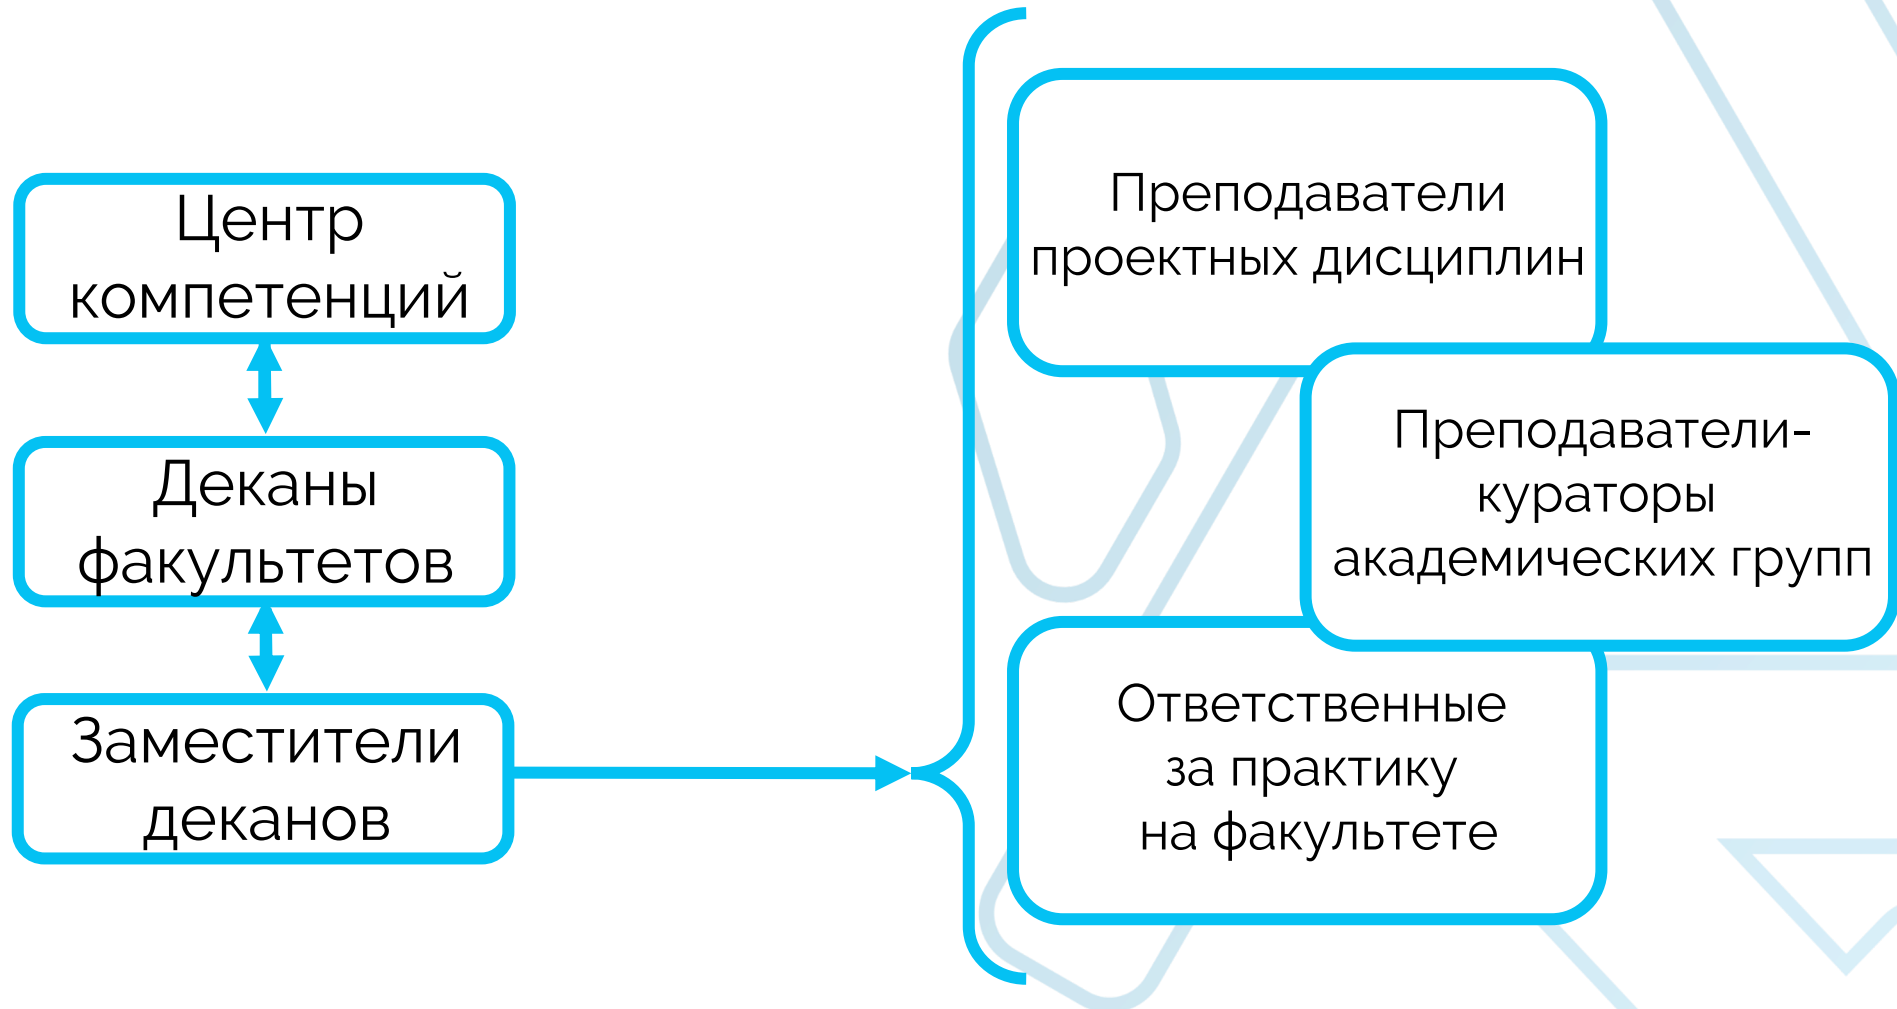 Центр
компетенций
Деканы
факультетов
Заместители
деканов
Преподаватели
проектных дисциплин
Преподаватели-
кураторы
академических групп
Ответственные
за практику
на факультете